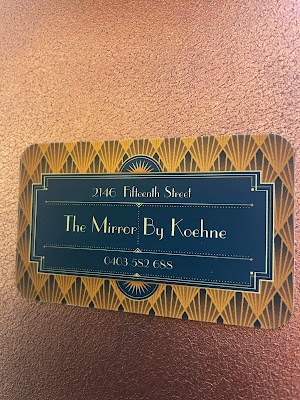 2146 Fifteenth Street
The Mirror By Koehne
0403 582 688